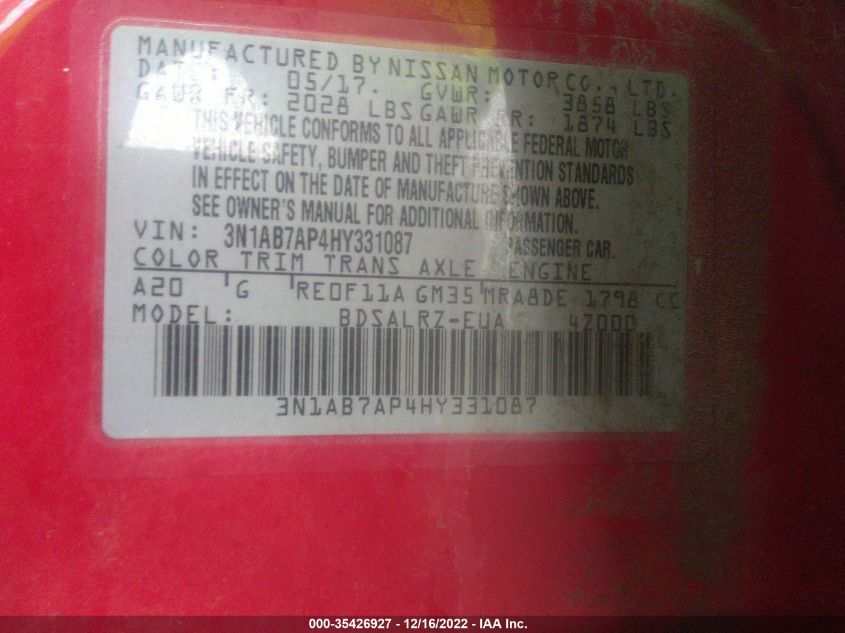 MANUFACTURED BY NISSAN MOTOR CO., LTD.
DATE: 05/17. GVWR: 3858 LBS
GAWR FR: 2028 LBS GAWR RR: 1874 LBS
THIS VEHICLE CONFORMS TO ALL APPLICABLE FEDERAL MOTOR
VEHICLE SAFETY, BUMPER AND THEFT PREVENTION STANDARDS
IN EFFECT ON THE DATE OF MANUFACTURE SHOWN ABOVE.
SEE OWNER'S MANUAL FOR ADDITIONAL INFORMATION.
VIN: 3N1AB7AP4HY331087 PASSENGER CAR.
COLOR TRIM TRANS AXLE ENGINE
A20 G RE0F11A GM35 MRA8DE 1798 CC
MODEL: BDSALRZ-EUA 4Z000
3N1AB7AP4HY331087
000-35426927 - 12/16/2022 - IAA Inc.